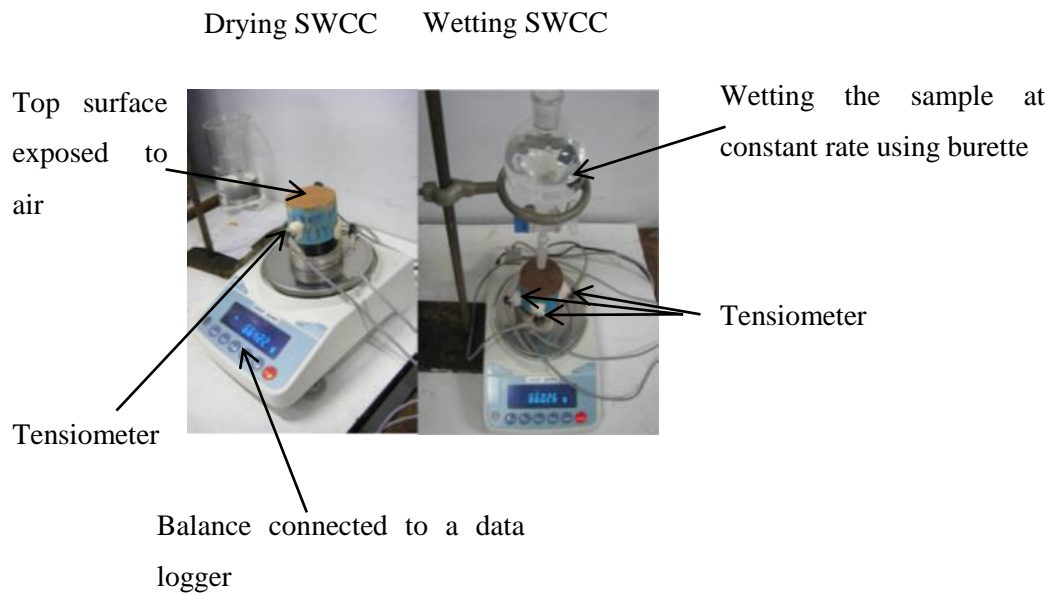 Drying SWCC
Wetting SWCC
Top surface
exposed to
air
Wetting the sample at
constant rate using burette
Tensiometer
Tensiometer
Balance connected to a data
logger